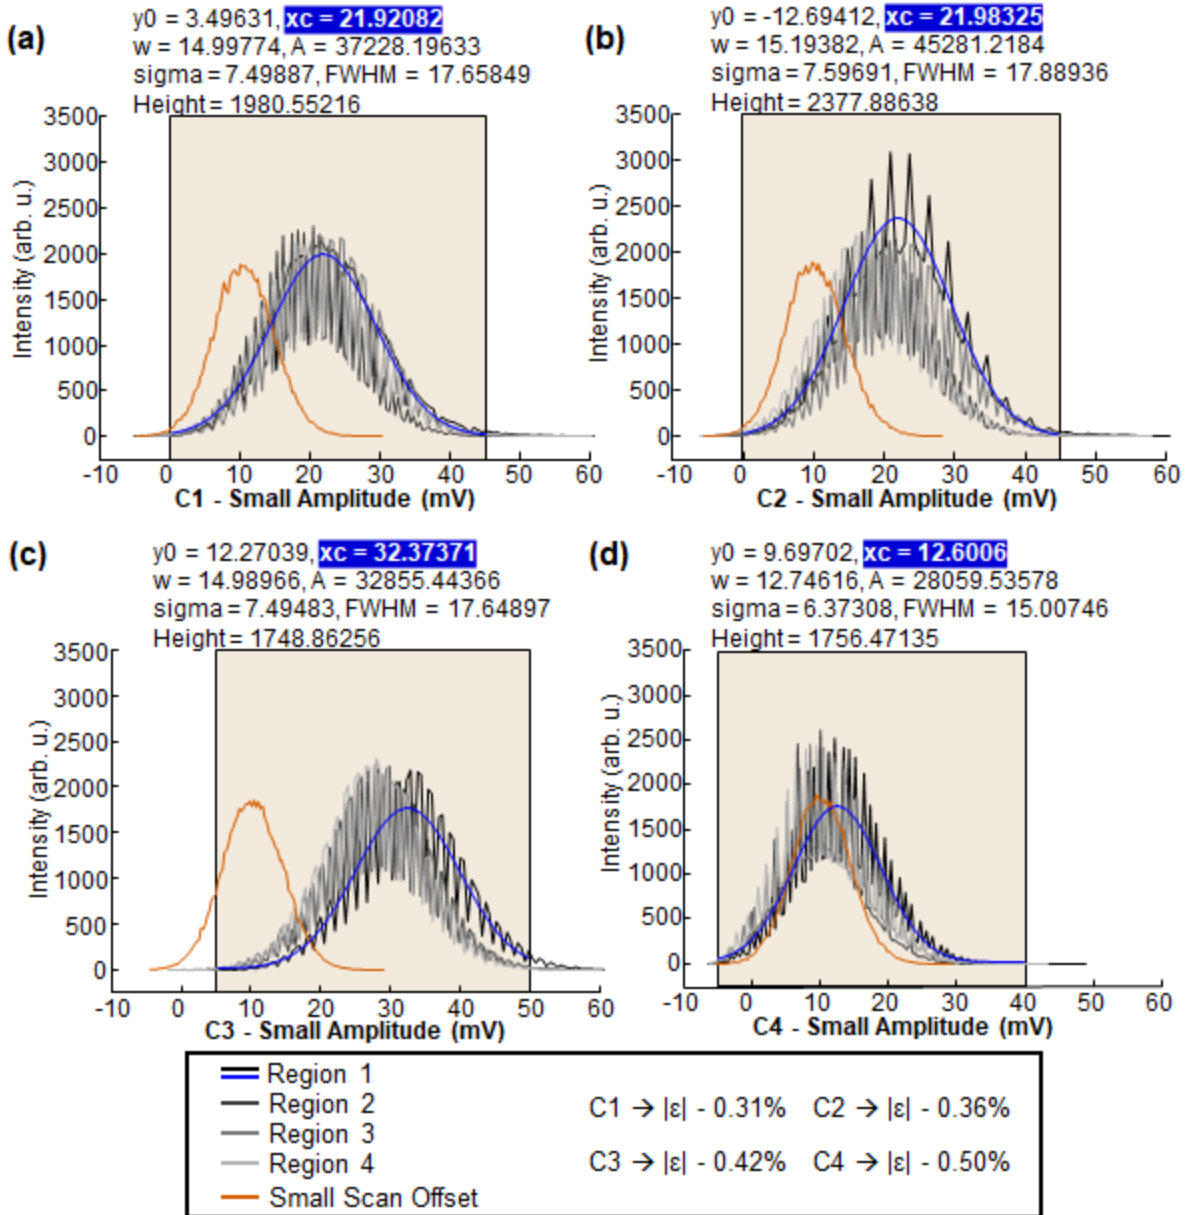 (a)
y0 = 3.49631, xc = 21.92082
w = 14.99774, A = 37228.19633
sigma = 7.49887, FWHM = 17.65849
Height = 1980.55216
3500
3000
2500
2000
1500
1000
500
0
Intensity (arb. u.)
-10 0 10 20 30 40 50 60
C1 - Small Amplitude (mV)
(b)
y0 = -12.69412, xc = 21.98325
w = 15.19382, A = 45281.2184
sigma = 7.59691, FWHM = 17.88936
Height = 2377.88638
3500
3000
2500
2000
1500
1000
500
0
Intensity (arb. u.)
-10 0 10 20 30 40 50 60
C2 - Small Amplitude (mV)
(c)
y0 = 12.27039, xc = 32.37371
w = 14.98966, A = 32855.44366
sigma = 7.49483, FWHM = 17.64897
Height = 1748.86256
3500
3000
2500
2000
1500
1000
500
0
Intensity (arb. u.)
-10 0 10 20 30 40 50 60
C3 - Small Amplitude (mV)
(d)
y0 = 9.69702, xc = 12.6006
w = 12.74616, A = 28059.53578
sigma = 6.37308, FWHM = 15.00746
Height = 1756.47135
3500
3000
2500
2000
1500
1000
500
0
Intensity (arb. u.)
-10 0 10 20 30 40 50 60
C4 - Small Amplitude (mV)
Region 1
Region 2
Region 3
Region 4
Small Scan Offset
C1 → |ε| - 0.31% C2 → |ε| - 0.36%
C3 → |ε| - 0.42% C4 → |ε| - 0.50%